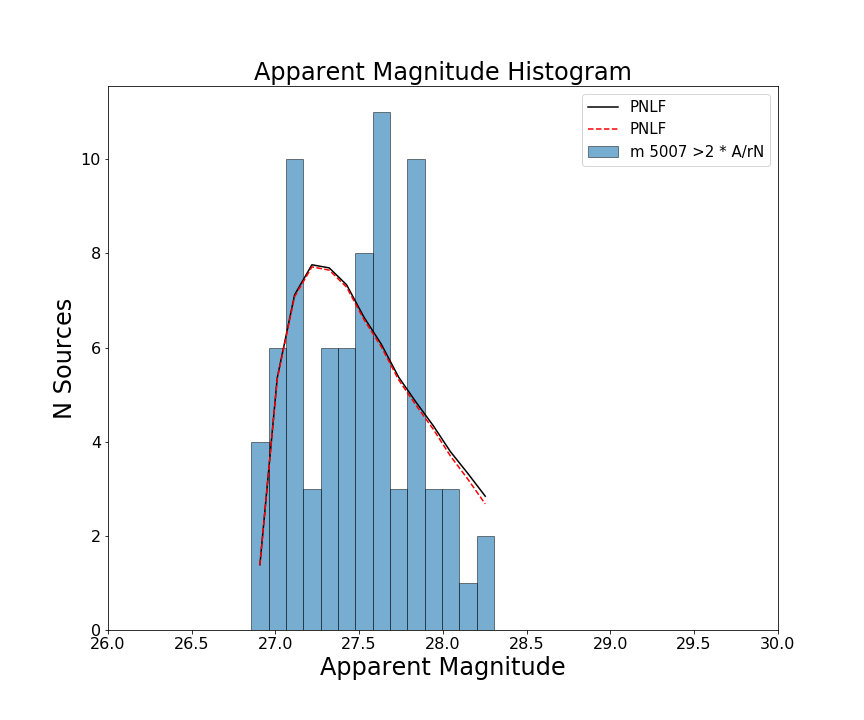 Apparent Magnitude Histogram
PNLF
PNLF
m 5007 >2 * A/rN
10
8
6
4
2
0
N Sources
26.0 26.5 27.0 27.5 28.0 28.5 29.0 29.5 30.0
Apparent Magnitude